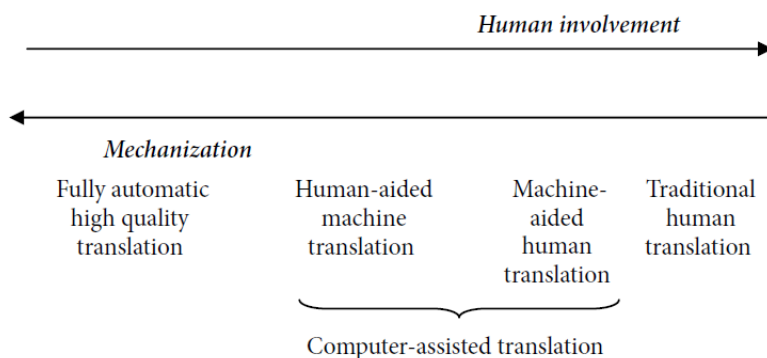 Human involvement
Mechanization
Fully automatic
high quality
translation
Human-aided
machine
translation
Machine-
aided
human
translation
Traditional
human
translation
Computer-assisted translation